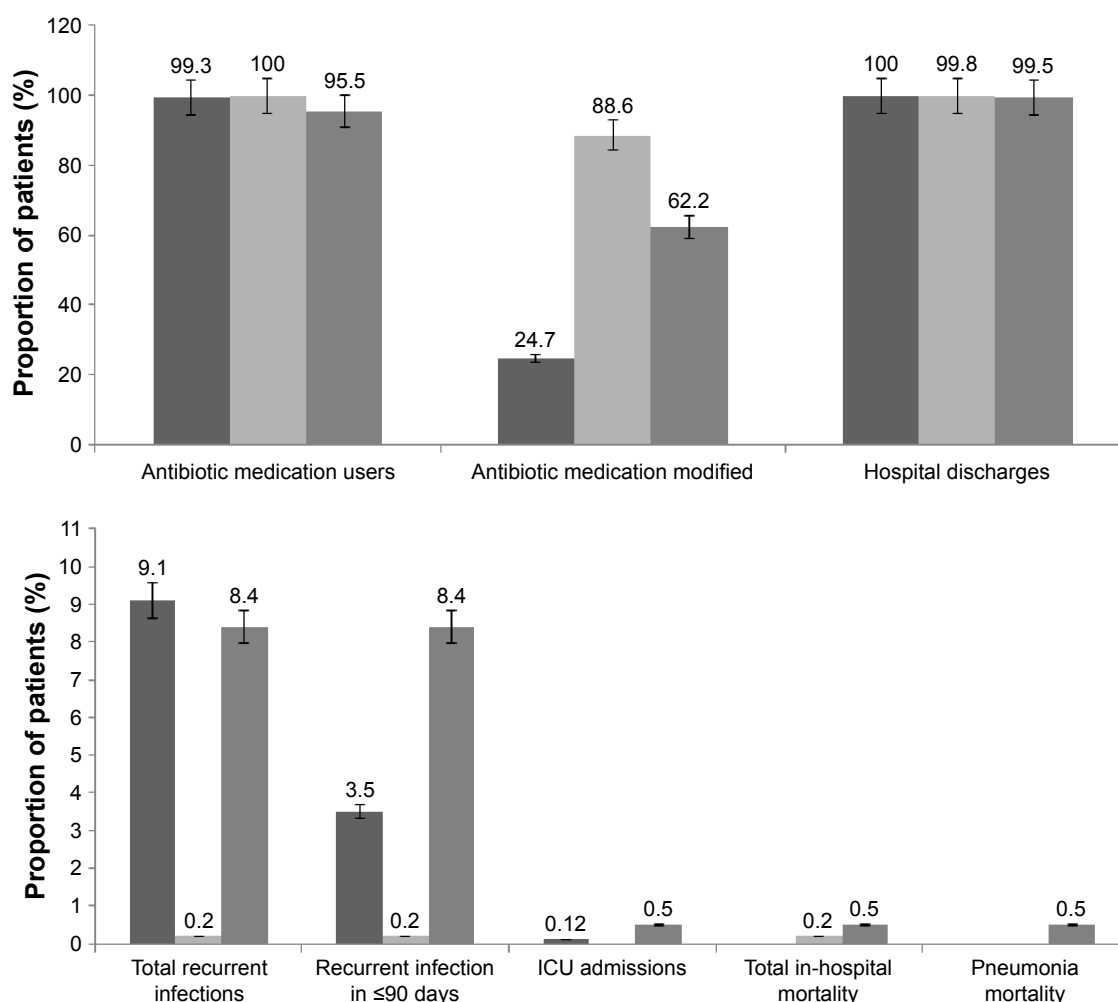 Proportion of patients (%)
120
100
80
60
40
20
0
99.3
100
95.5
24.7
88.6
62.2
100
99.8
99.5
Antibiotic medication users
Antibiotic medication modified
Hospital discharges
Proportion of patients (%)
11
10
9
8
7
6
5
4
3
2
1
0
9.1
0.2
8.4
3.5
0.2
8.4
0.12
0.5
0.2
0.5
0.5
Total recurrent
infections
Recurrent infection
in ≤90 days
ICU admissions
Total in-hospital
mortality
Pneumonia
mortality